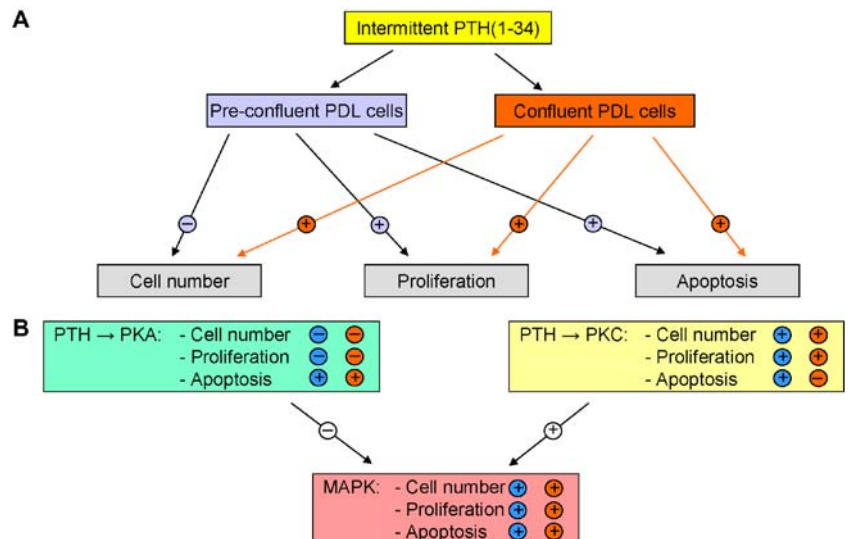 A
Intermittent PTH(1-34)
Pre-confluent PDL cells
Confluent PDL cells
− + + + + +
Cell number
Proliferation
Apoptosis
B
PTH → PKA: - Cell number − −
- Proliferation − −
- Apoptosis + +
PTH → PKC: - Cell number + +
- Proliferation + +
- Apoptosis + −
− +
MAPK: - Cell number + +
- Proliferation + +
- Apoptosis + +